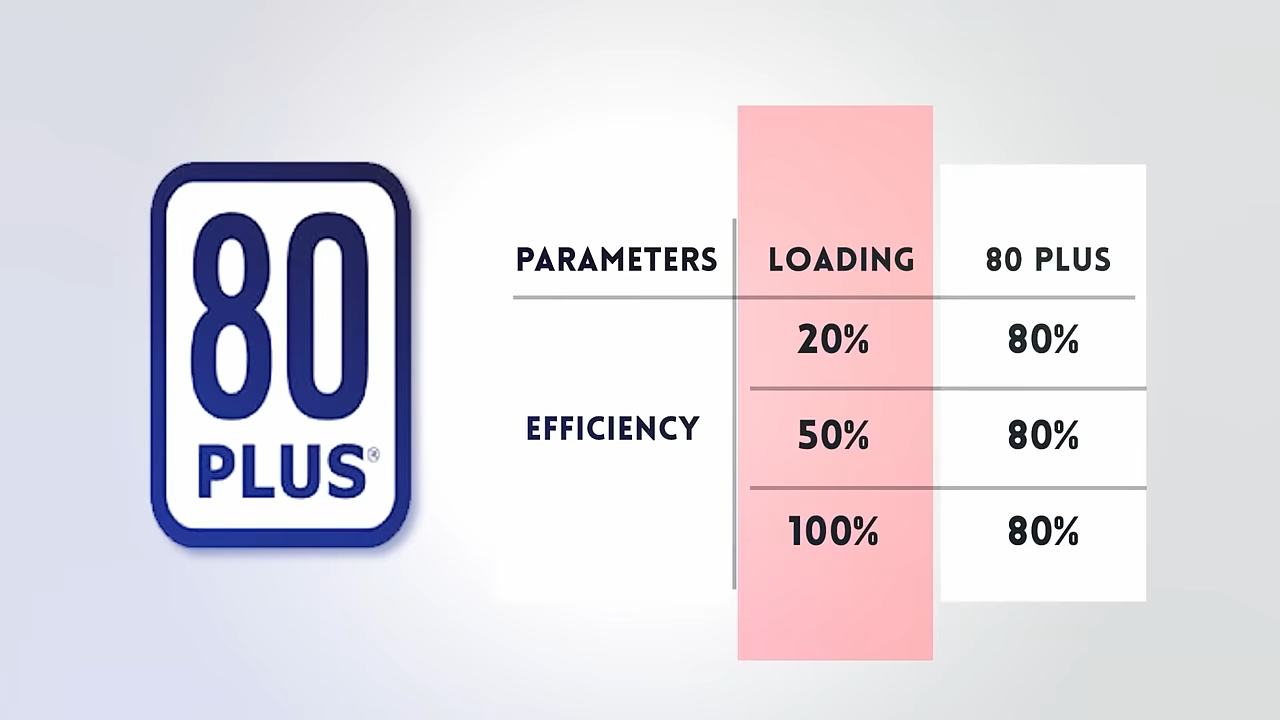 80
PLUS®
PARAMETERS LOADING 80 PLUS
20% 80%
EFFICIENCY 50% 80%
100% 80%